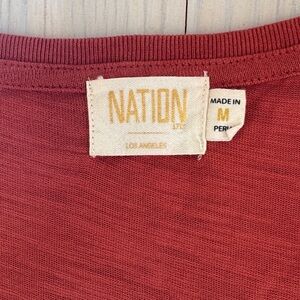 NATION
LTD
LOS ANGELES
MADE IN
M
PERU